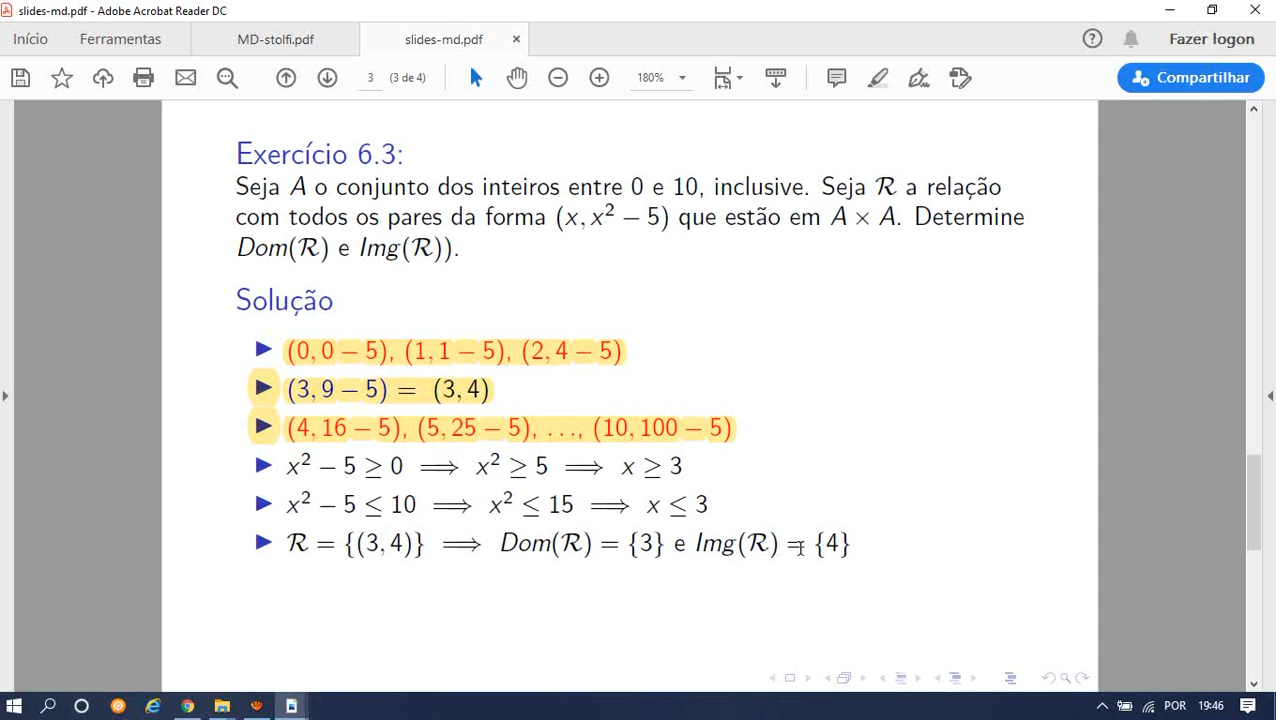 slides-md.pdf - Adobe Acrobat Reader DC
Início Ferramentas MD-stolfi.pdf slides-md.pdf × ? Fazer logon
3 (3 de 4) 180% Compartilhar
Exercício 6.3:
Seja A o conjunto dos inteiros entre 0 e 10, inclusive. Seja ℛ a relação
com todos os pares da forma (x, x² − 5) que estão em A × A. Determine
Dom(ℛ) e Img(ℛ)).
Solução
▶ (0, 0 − 5), (1, 1 − 5), (2, 4 − 5)
▶ (3, 9 − 5) = (3, 4)
▶ (4, 16 − 5), (5, 25 − 5), …, (10, 100 − 5)
▶ x² − 5 ≥ 0 ⟹ x² ≥ 5 ⟹ x ≥ 3
▶ x² − 5 ≤ 10 ⟹ x² ≤ 15 ⟹ x ≤ 3
▶ ℛ = {(3, 4)} ⟹ Dom(ℛ) = {3} e Img(ℛ) = {4}
POR 19:46